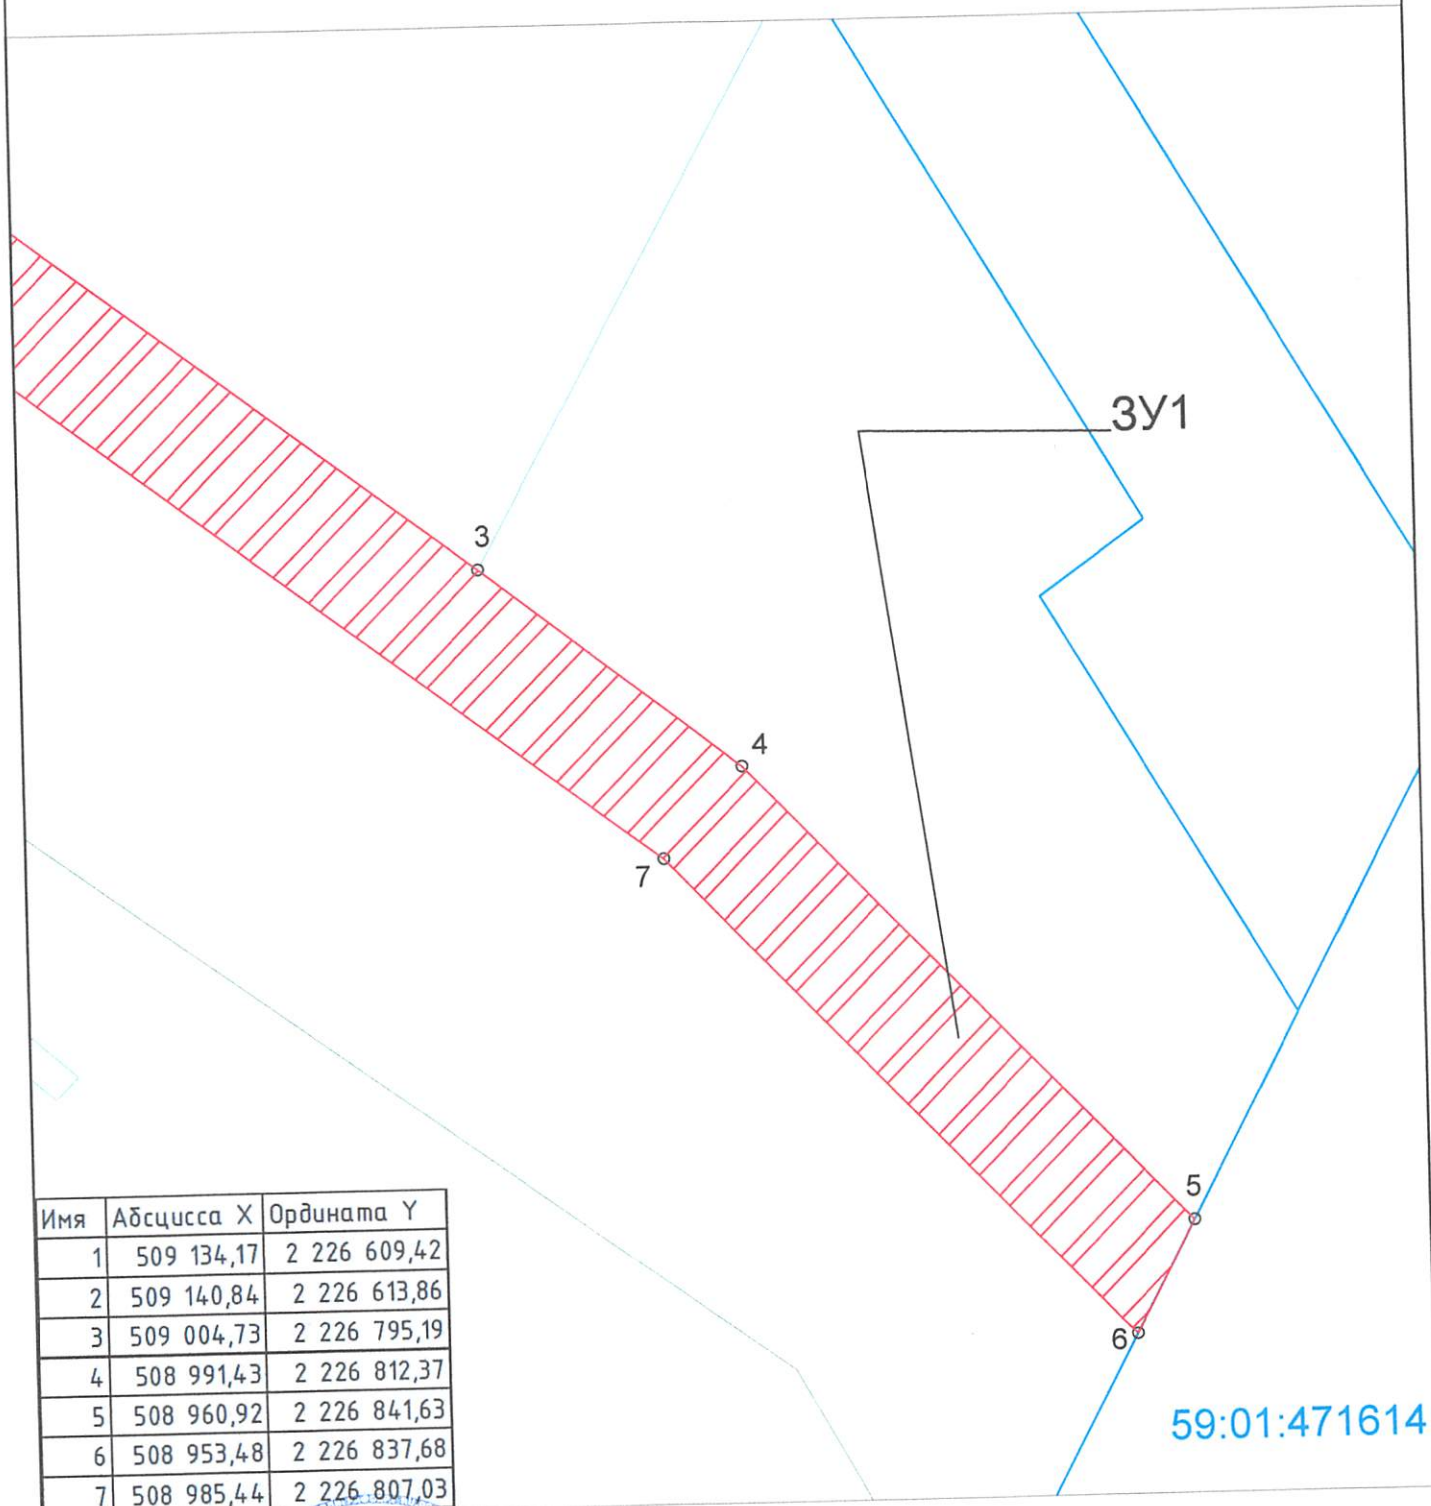 ЗУ1
3
4
7
5
6
59:01:471614
Имя Абсцисса X Ордината Y
1 509 134,17 2 226 609,42
2 509 140,84 2 226 613,86
3 509 004,73 2 226 795,19
4 508 991,43 2 226 812,37
5 508 960,92 2 226 841,63
6 508 953,48 2 226 837,68
7 508 985,44 2 226 807,03